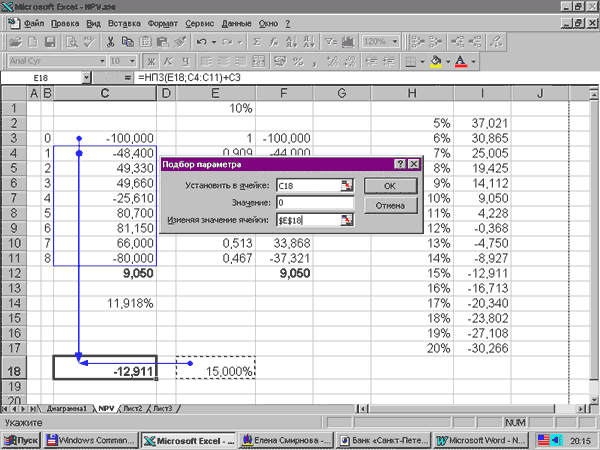 Microsoft Excel - NPV.xls
Файл Правка Вид Вставка Формат Сервис Данные Окно ?
120%
Arial Cyr 10 Ж К Ч
E18 =НПЗ(E18;C4:C11)+C3
A B C D E F G H I J
1 10%
2 5% 37,021
3 0 -100,000 1 -100,000 6% 30,865
4 1 -48,400 0,909 -44,000 7% 25,005
5 2 49,330 8% 19,425
6 3 49,660 9% 14,112
7 4 -25,610 10% 9,050
8 5 80,700 11% 4,228
9 6 81,150 12% -0,368
10 7 66,000 0,513 33,868 13% -4,750
11 8 -80,000 0,467 -37,321 14% -8,927
12 9,050 9,050 15% -12,911
13 16% -16,713
14 11,918% 17% -20,340
15 18% -23,802
16 19% -27,108
17 20% -30,266
18 -12,911 15,000%
19
20
Подбор параметра
Установить в ячейке: C18 OK
Значение: 0 Отмена
Изменяя значение ячейки: $E$18
Диаграмма1 NPV Лист2 Лист3
Укажите NUM
Пуск Window Comman... Microsoft Excel - ... Елена Смирнова - ... Банк «Санкт-Пете... Microsoft Word - N... 20:15